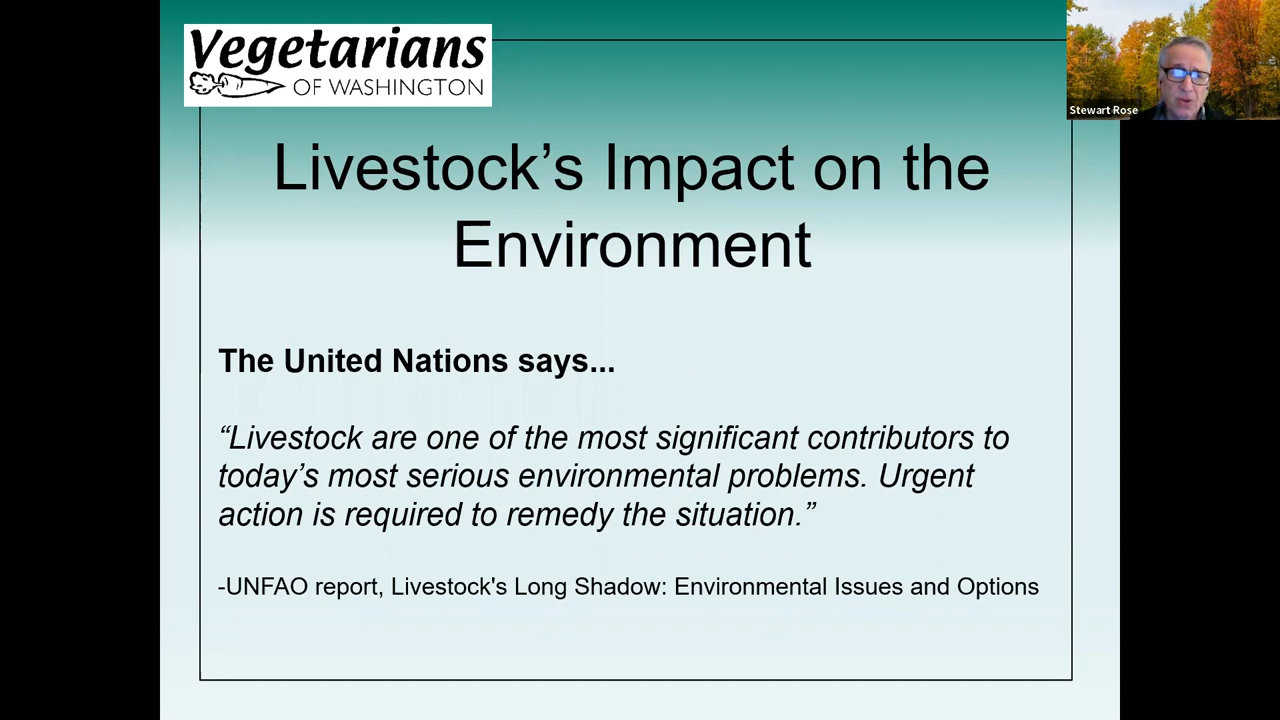 Vegetarians
OF WASHINGTON
Stewart Rose
Livestock’s Impact on the
Environment
The United Nations says...
“Livestock are one of the most significant contributors to
today’s most serious environmental problems. Urgent
action is required to remedy the situation.”
-UNFAO report, Livestock's Long Shadow: Environmental Issues and Options